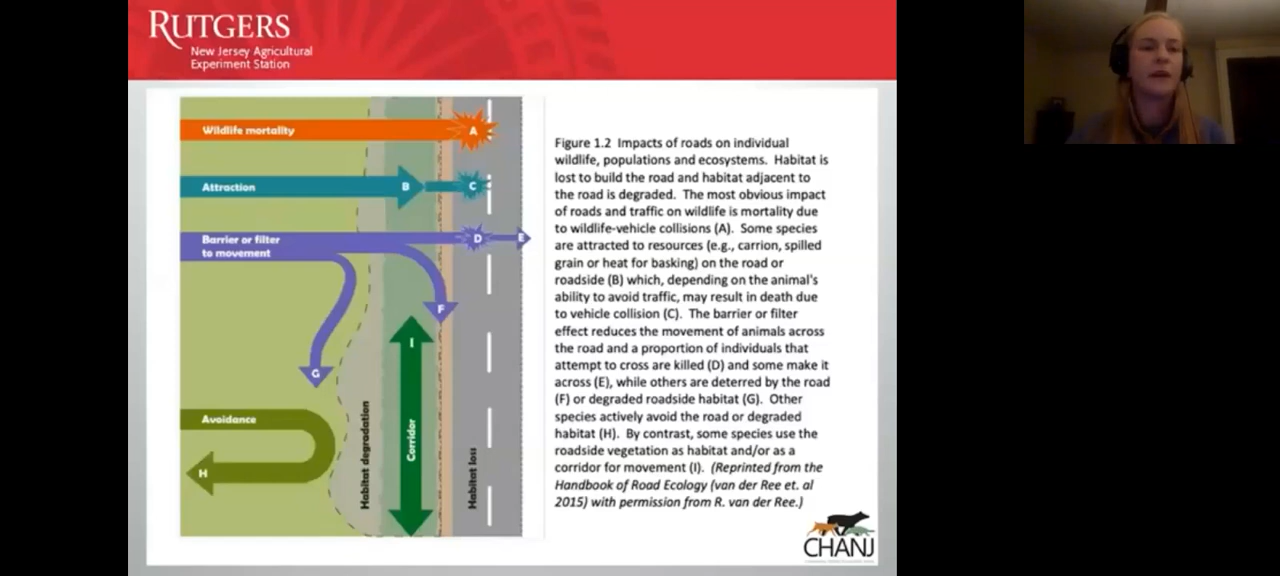 RUTGERS
New Jersey Agricultural
Experiment Station
Wildlife mortality
A
Attraction
B
C
Barrier or filter
to movement
D
E
F
G
I
Avoidance
H
Habitat degradation
Corridor
Habitat loss
Figure 1.2 Impacts of roads on individual
wildlife, populations and ecosystems. Habitat is
lost to build the road and habitat adjacent to
the road is degraded. The most obvious impact
of roads and traffic on wildlife is mortality due
to wildlife-vehicle collisions (A). Some species
are attracted to resources (e.g., carrion, spilled
grain or heat for basking) on the road or
roadside (B) which, depending on the animal's
ability to avoid traffic, may result in death due
to vehicle collision (C). The barrier or filter
effect reduces the movement of animals across
the road and a proportion of individuals that
attempt to cross are killed (D) and some make it
across (E), while others are deterred by the road
(F) or degraded roadside habitat (G). Other
species actively avoid the road or degraded
habitat (H). By contrast, some species use the
roadside vegetation as habitat and/or as a
corridor for movement (I). (Reprinted from the
Handbook of Road Ecology (van der Ree et. al
2015) with permission from R. van der Ree.)
CHANJ